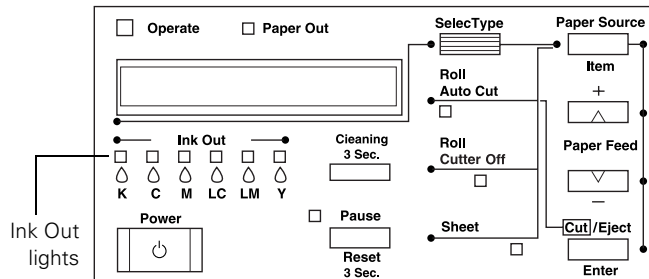 Operate
Paper Out
SelecType
Paper Source
Item
Roll
Auto Cut
+
Ink Out
Cleaning
3 Sec.
Roll
Cutter Off
Paper Feed
K C M LC LM Y
−
Ink Out
lights
Power
Pause
Reset
3 Sec.
Sheet
Cut/Eject
Enter